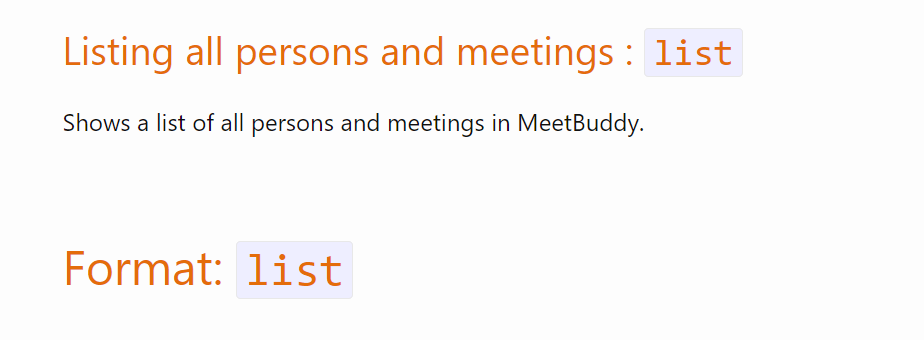 Listing all persons and meetings : list
Shows a list of all persons and meetings in MeetBuddy.
Format: list